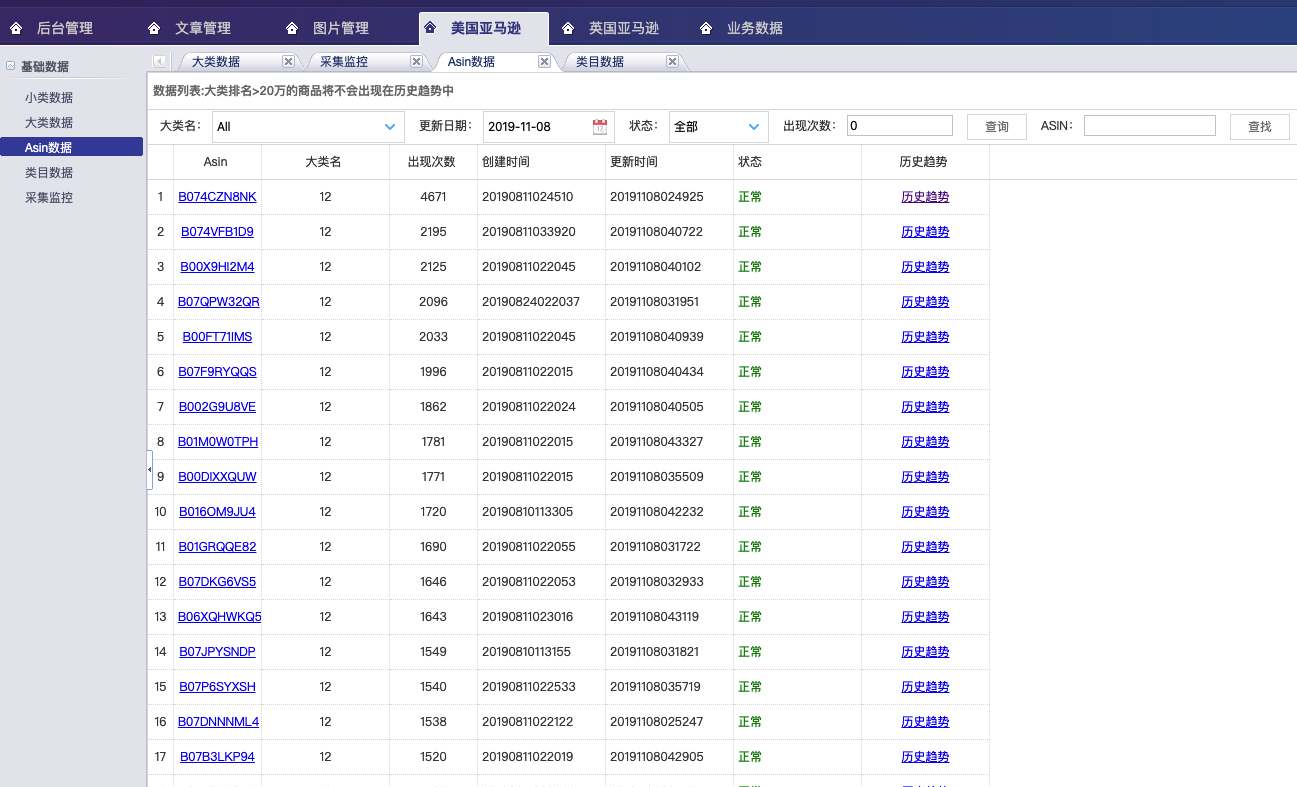 后台管理 文章管理 图片管理 美国亚马逊 英国亚马逊 业务数据
基础数据
小类数据
大类数据
Asin数据
类目数据
采集监控
大类数据 采集监控 Asin数据 类目数据
数据列表:大类排名>20万的商品将不会出现在历史趋势中
大类名: All 更新日期: 2019-11-08 状态: 全部 出现次数: 0 查询 ASIN: 查找
Asin 大类名 出现次数 创建时间 更新时间 状态 历史趋势
1 B074CZN8NK 12 4671 20190811024510 20191108024925 正常 历史趋势
2 B074VFB1D9 12 2195 20190811033920 20191108040722 正常 历史趋势
3 B00X9HI2M4 12 2125 20190811022045 20191108040102 正常 历史趋势
4 B07QPW32QR 12 2096 20190824022037 20191108031951 正常 历史趋势
5 B00FT71IMS 12 2033 20190811022045 20191108040939 正常 历史趋势
6 B07F9RYQQS 12 1996 20190811022015 20191108040434 正常 历史趋势
7 B002G9U8VE 12 1862 20190811022024 20191108040505 正常 历史趋势
8 B01M0W0TPH 12 1781 20190811022015 20191108043327 正常 历史趋势
9 B00DIXXQUW 12 1771 20190811022015 20191108035509 正常 历史趋势
10 B016OM9JU4 12 1720 20190810113305 20191108042232 正常 历史趋势
11 B01GRQQE82 12 1690 20190811022055 20191108031722 正常 历史趋势
12 B07DKG6VS5 12 1646 20190811022053 20191108032933 正常 历史趋势
13 B06XQHWKQ5 12 1643 20190811023016 20191108043119 正常 历史趋势
14 B07JPYSNDP 12 1549 20190810113155 20191108031821 正常 历史趋势
15 B07P6SYXSH 12 1540 20190811022533 20191108035719 正常 历史趋势
16 B07DNNNML4 12 1538 20190811022122 20191108025247 正常 历史趋势
17 B07B3LKP94 12 1520 20190811022019 20191108042905 正常 历史趋势